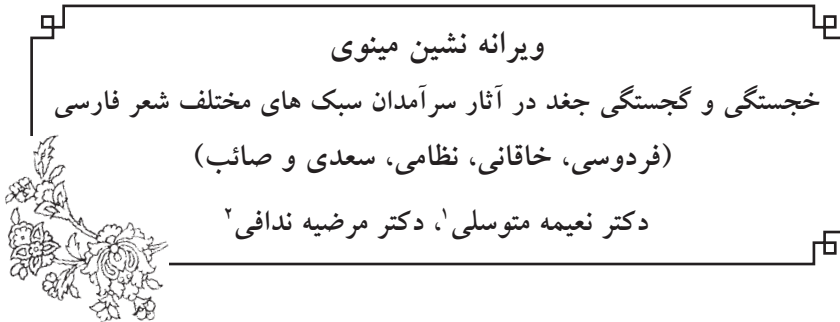 ویرانه نشین مینوی
خجستگی و گجستگی جغد در آثار سرآمدان سبک های مختلف شعر فارسی
(فردوسی، خاقانی، نظامی، سعدی و صائب)
دکتر نعیمه متوسلی۱، دکتر مرضیه ندافی۲